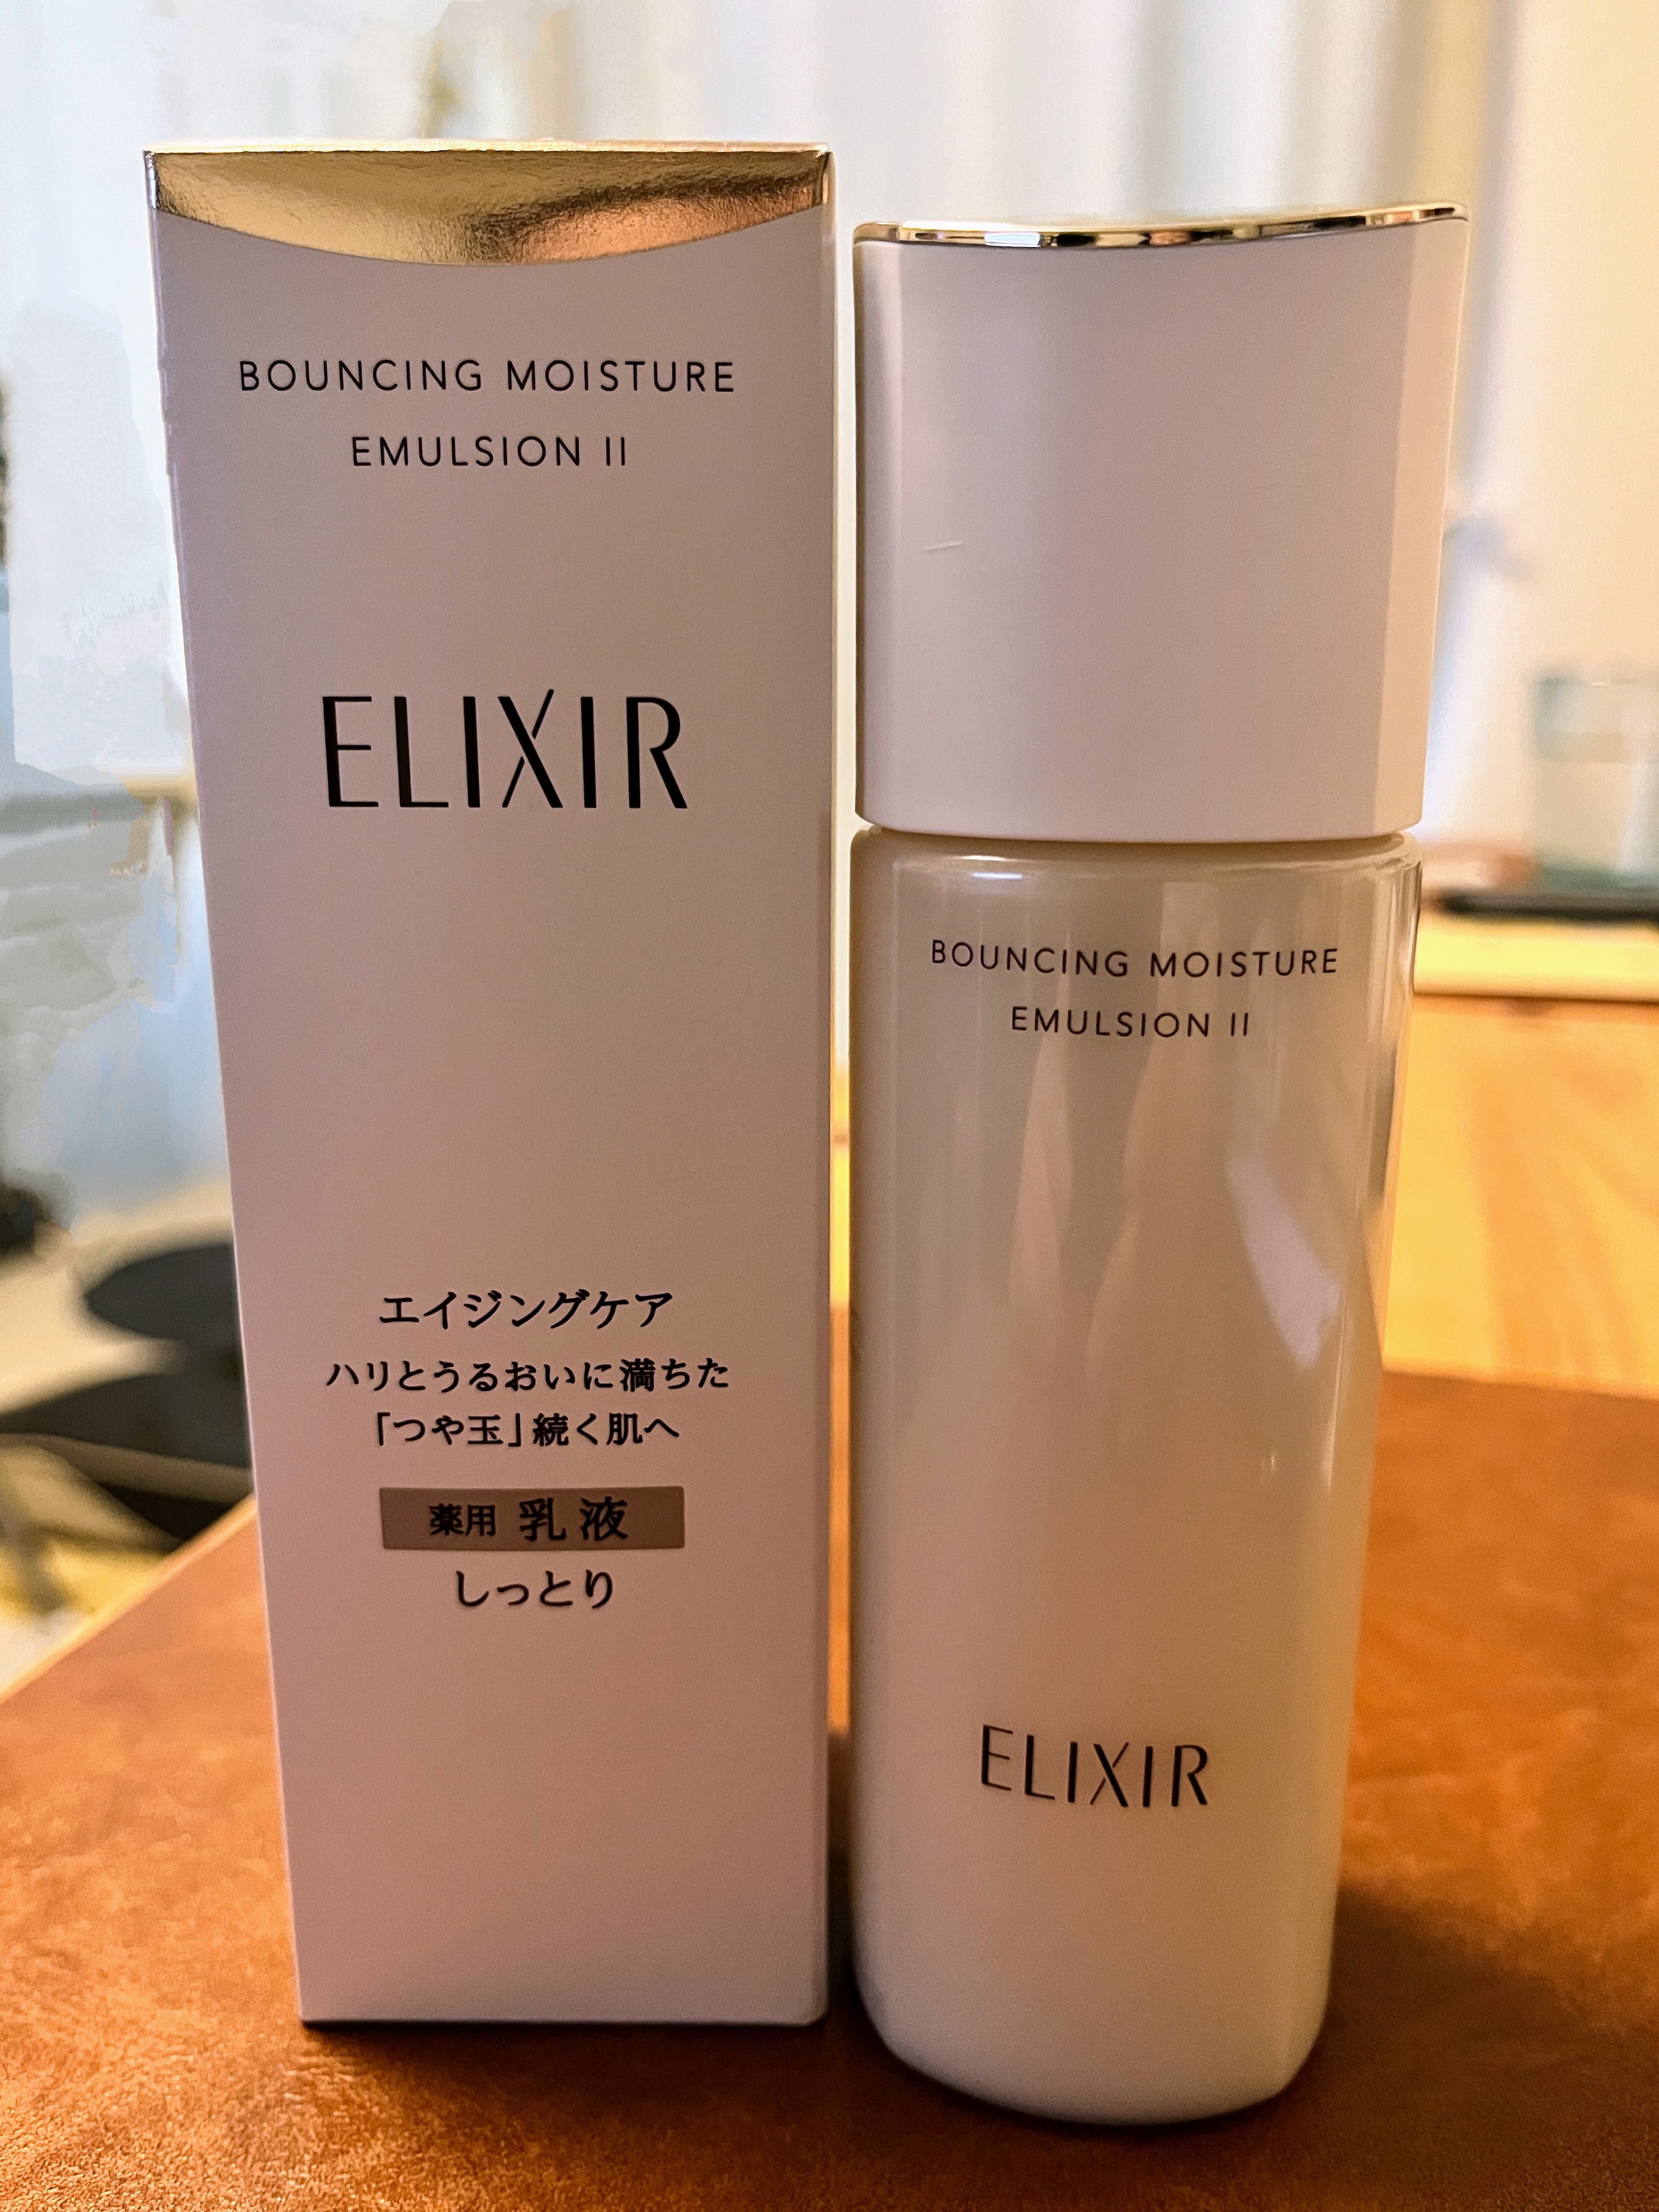 BOUNCING MOISTURE
EMULSION II
ELIXIR
エイジングケア
ハリとうるおいに満ちた
「つや玉」続く肌へ
薬用 乳液
しっとり
BOUNCING MOISTURE
EMULSION II
ELIXIR